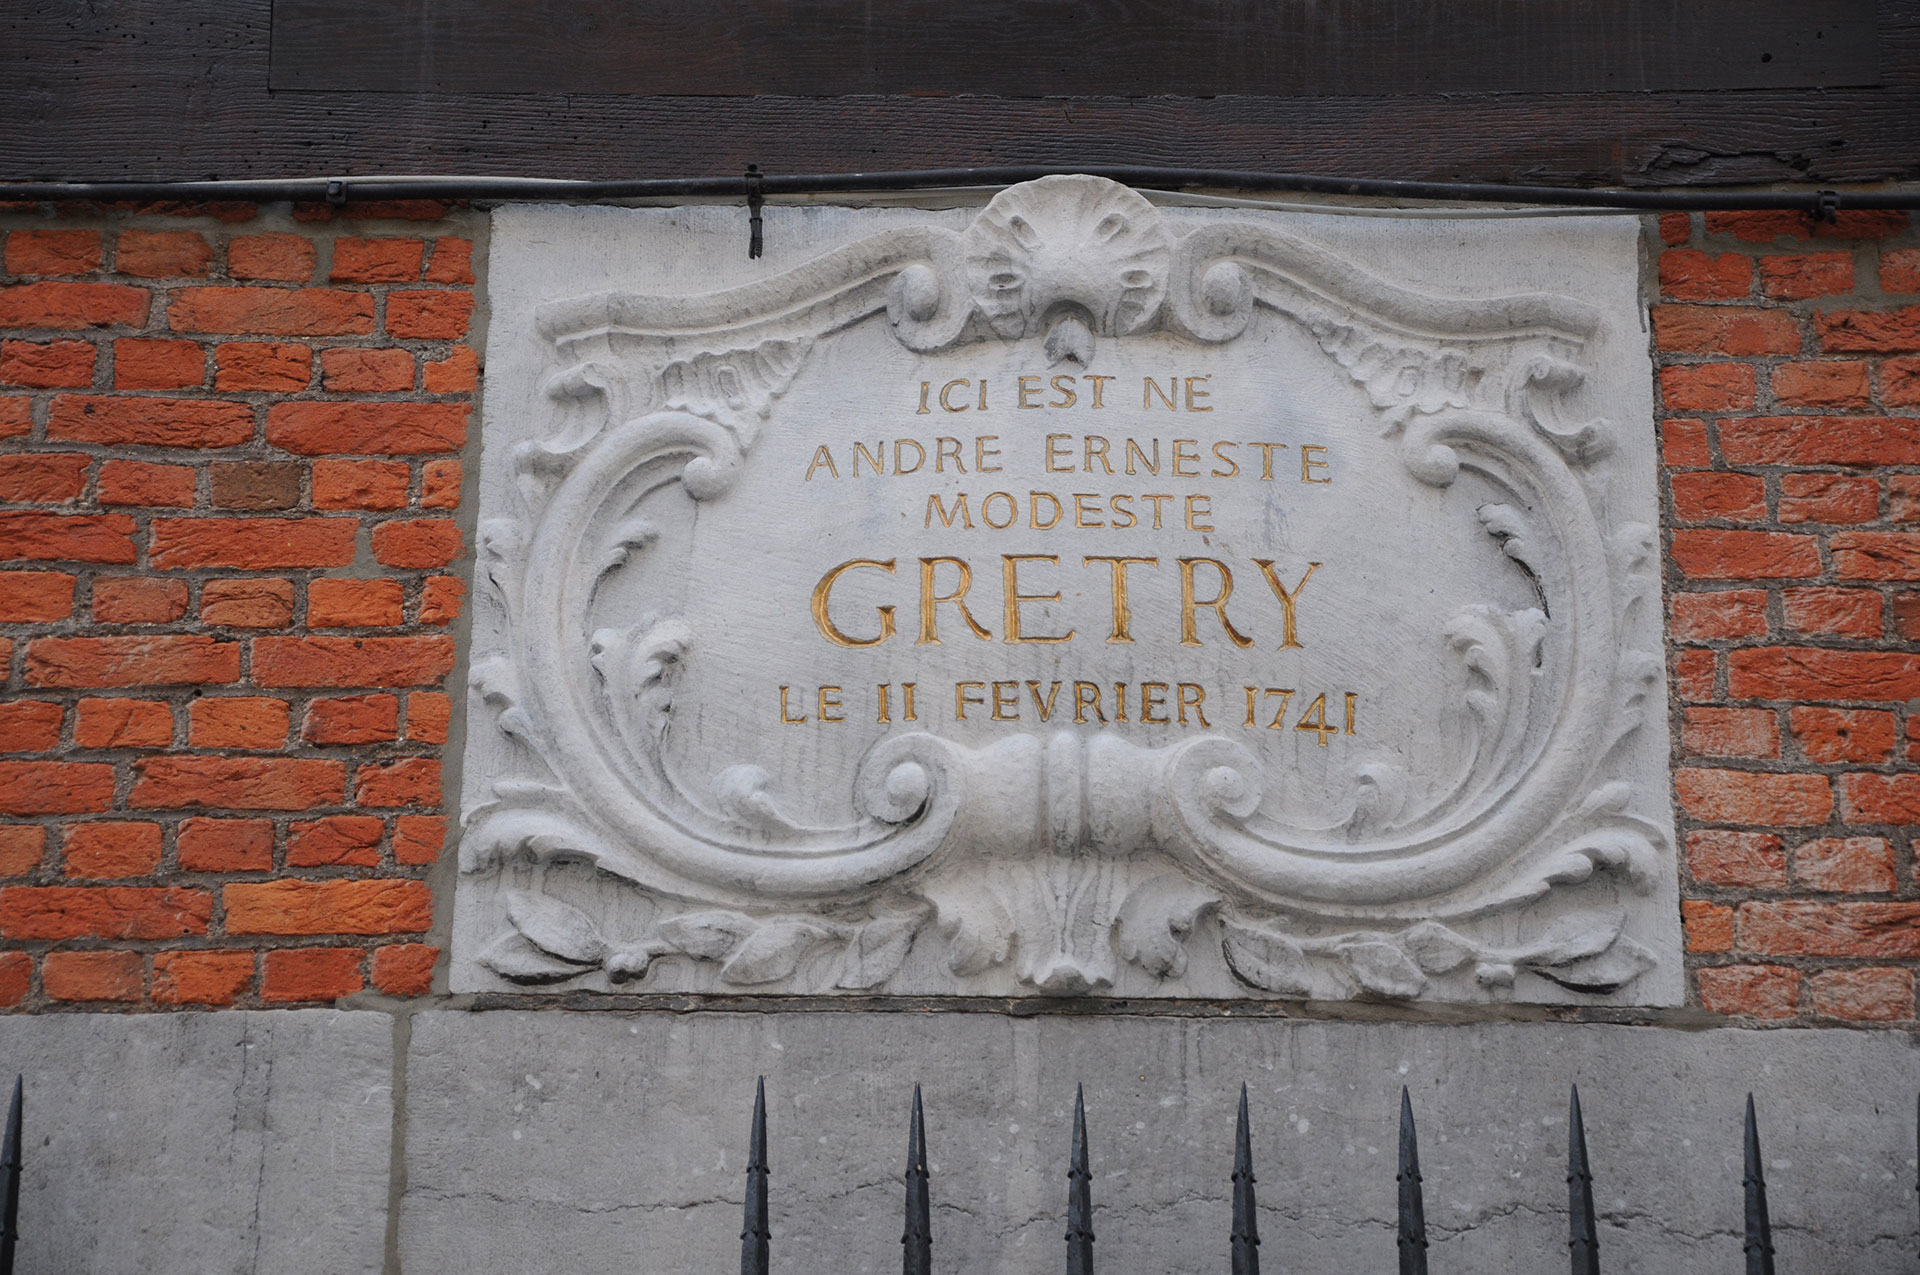 ICI EST NE
ANDRE ERNESTE
MODESTE
GRETRY
LE 11 FEVRIER 1741